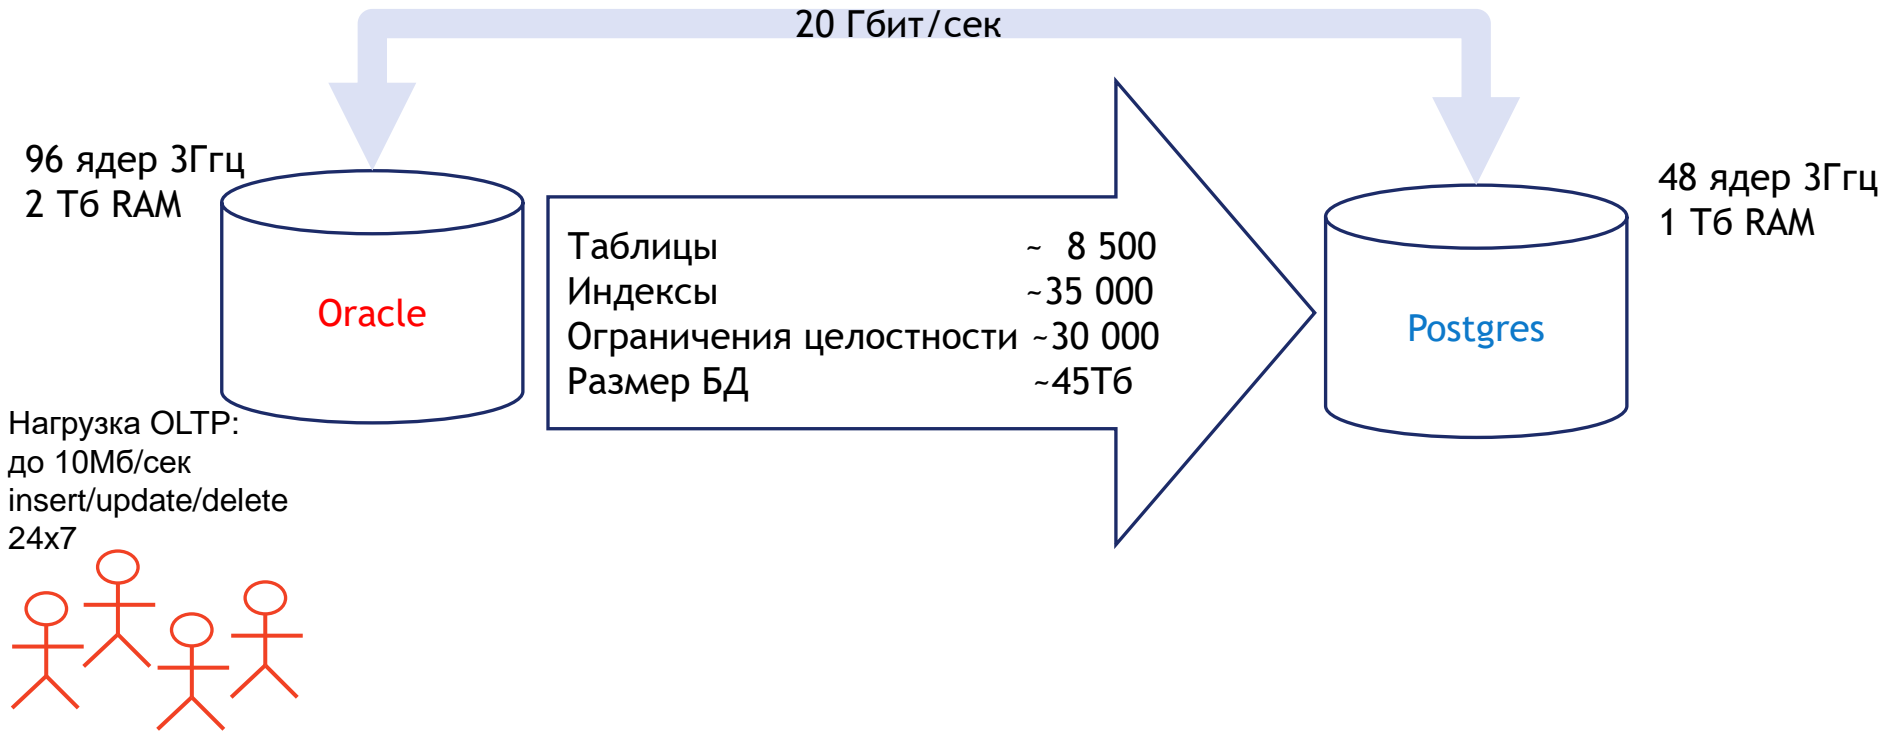 20 Гбит/сек
96 ядер 3Ггц
2 Тб RAM
48 ядер 3Ггц
1 Тб RAM
Таблицы ~ 8 500
Индексы ~35 000
Ограничения целостности ~30 000
Размер БД ~45Тб
Oracle
Postgres
Нагрузка OLTP:
до 10Мб/сек
insert/update/delete
24x7